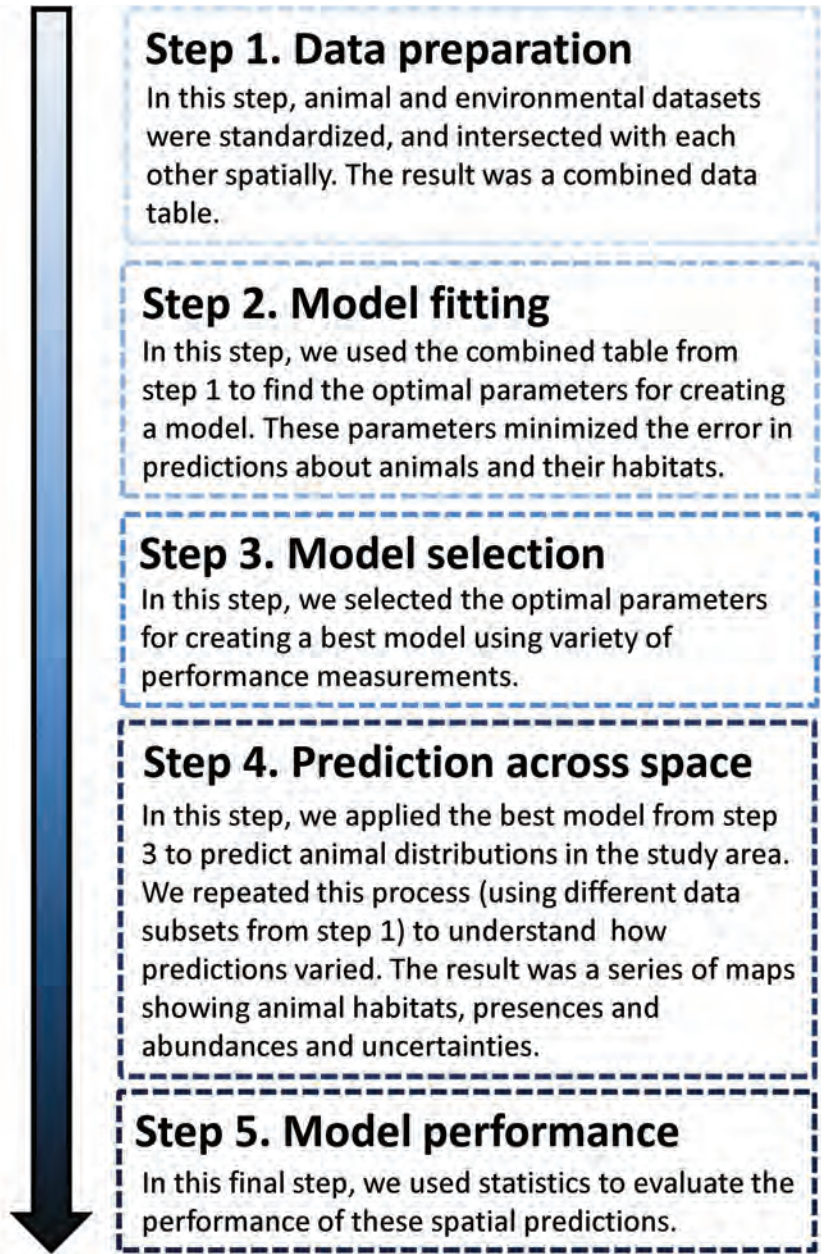 Step 1. Data preparation
In this step, animal and environmental datasets
were standardized, and intersected with each
other spatially. The result was a combined data
table.
Step 2. Model fitting
In this step, we used the combined table from
step 1 to find the optimal parameters for creating
a model. These parameters minimized the error in
predictions about animals and their habitats.
Step 3. Model selection
In this step, we selected the optimal parameters
for creating a best model using variety of
performance measurements.
Step 4. Prediction across space
In this step, we applied the best model from step
3 to predict animal distributions in the study area.
We repeated this process (using different data
subsets from step 1) to understand how
predictions varied. The result was a series of maps
showing animal habitats, presences and
abundances and uncertainties.
Step 5. Model performance
In this final step, we used statistics to evaluate the
performance of these spatial predictions.